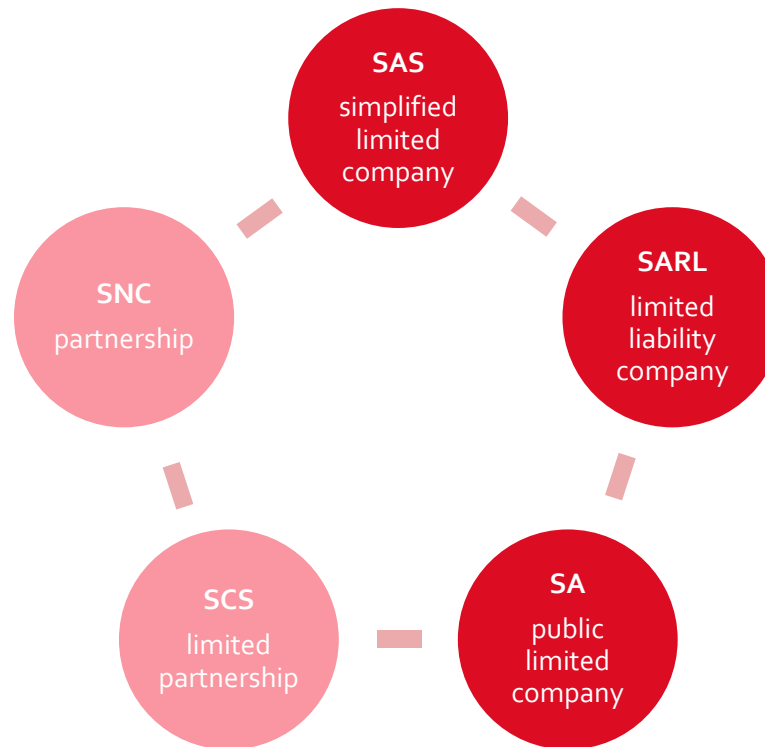 SAS
simplified
limited
company
SARL
limited
liability
company
SA
public
limited
company
SCS
limited
partnership
SNC
partnership